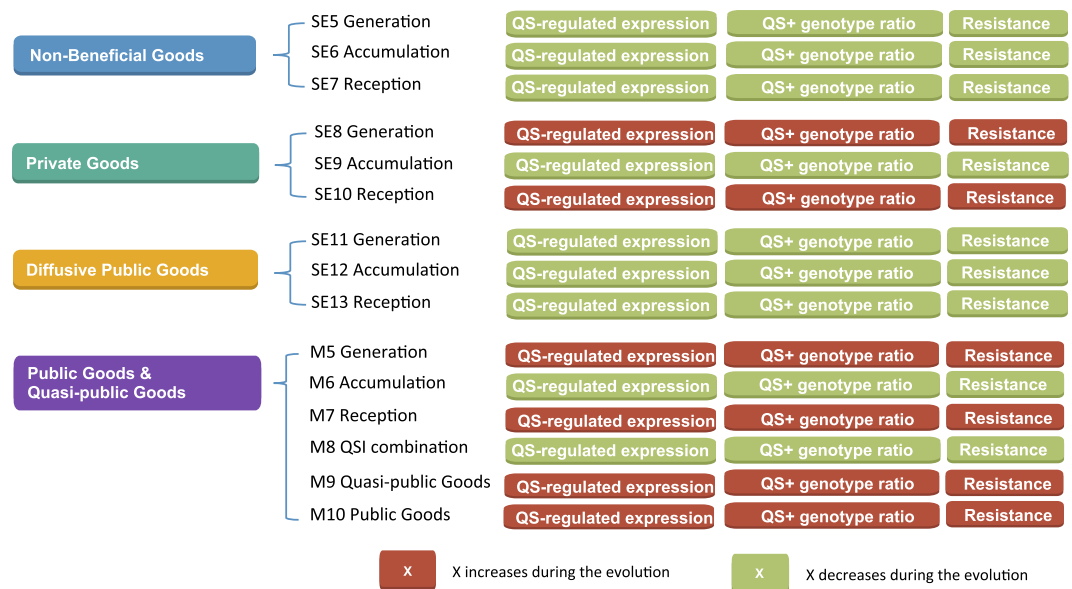 Non-Beneficial Goods
SE5 Generation QS-regulated expression QS+ genotype ratio Resistance
SE6 Accumulation QS-regulated expression QS+ genotype ratio Resistance
SE7 Reception QS-regulated expression QS+ genotype ratio Resistance
Private Goods
SE8 Generation QS-regulated expression QS+ genotype ratio Resistance
SE9 Accumulation QS-regulated expression QS+ genotype ratio Resistance
SE10 Reception QS-regulated expression QS+ genotype ratio Resistance
Diffusive Public Goods
SE11 Generation QS-regulated expression QS+ genotype ratio Resistance
SE12 Accumulation QS-regulated expression QS+ genotype ratio Resistance
SE13 Reception QS-regulated expression QS+ genotype ratio Resistance
Public Goods &
Quasi-public Goods
M5 Generation QS-regulated expression QS+ genotype ratio Resistance
M6 Accumulation QS-regulated expression QS+ genotype ratio Resistance
M7 Reception QS-regulated expression QS+ genotype ratio Resistance
M8 QSI combination QS-regulated expression QS+ genotype ratio Resistance
M9 Quasi-public Goods QS-regulated expression QS+ genotype ratio Resistance
M10 Public Goods QS-regulated expression QS+ genotype ratio Resistance
X X increases during the evolution X X decreases during the evolution